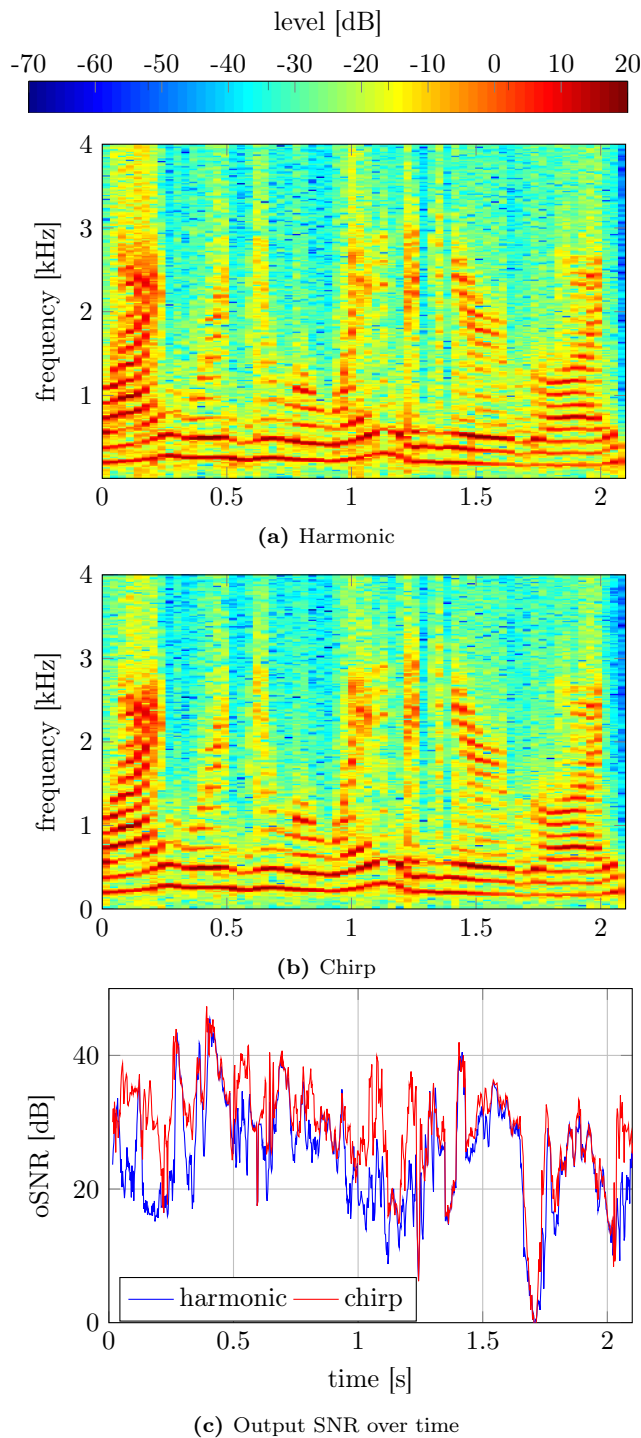 level [dB]
-70 -60 -50 -40 -30 -20 -10 0 10 20
4
3
2
1
frequency [kHz]
0 0.5 1 1.5 2
(a) Harmonic
4
3
2
1
0
frequency [kHz]
0 0.5 1 1.5 2
(b) Chirp
40
20
0
oSNR [dB]
harmonic chirp
0 0.5 1 1.5 2
time [s]
(c) Output SNR over time